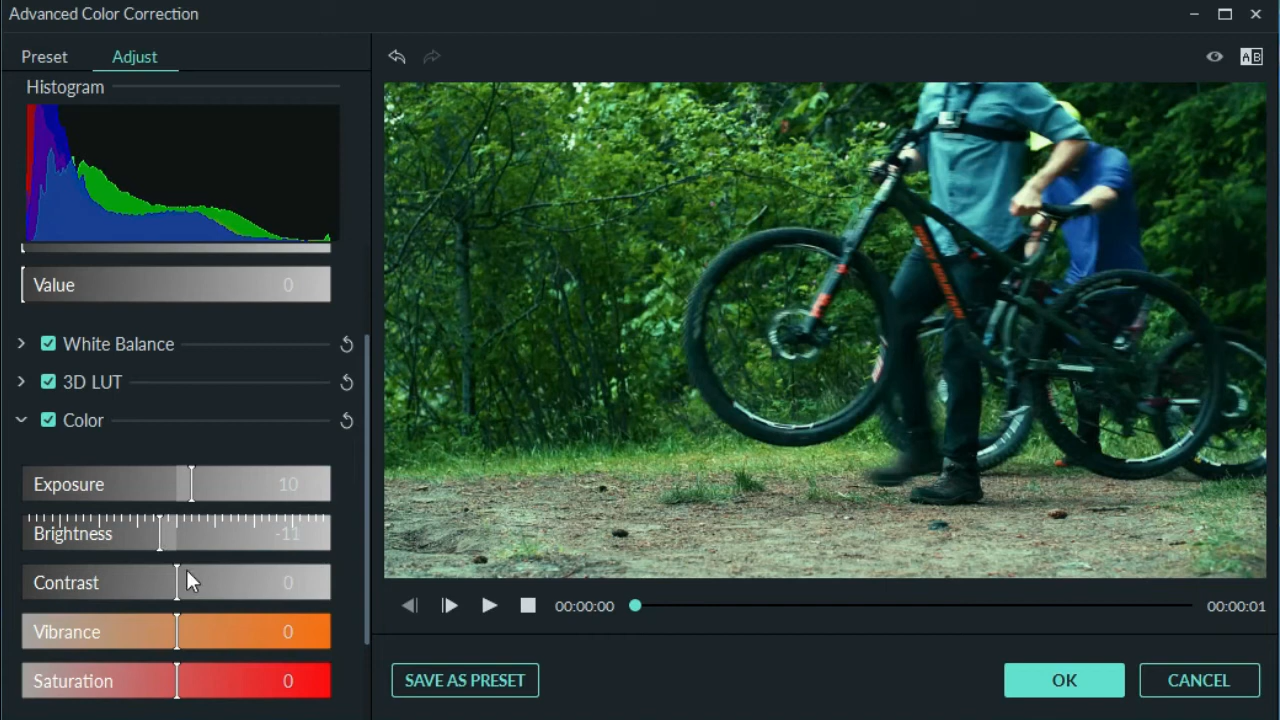 Advanced Color Correction
Preset Adjust
Histogram
Value 0
White Balance
3D LUT
Color
Exposure 10
Brightness -11
Contrast 0
Vibrance 0
Saturation 0
A B
00:00:00 00:00:01
SAVE AS PRESET OK CANCEL